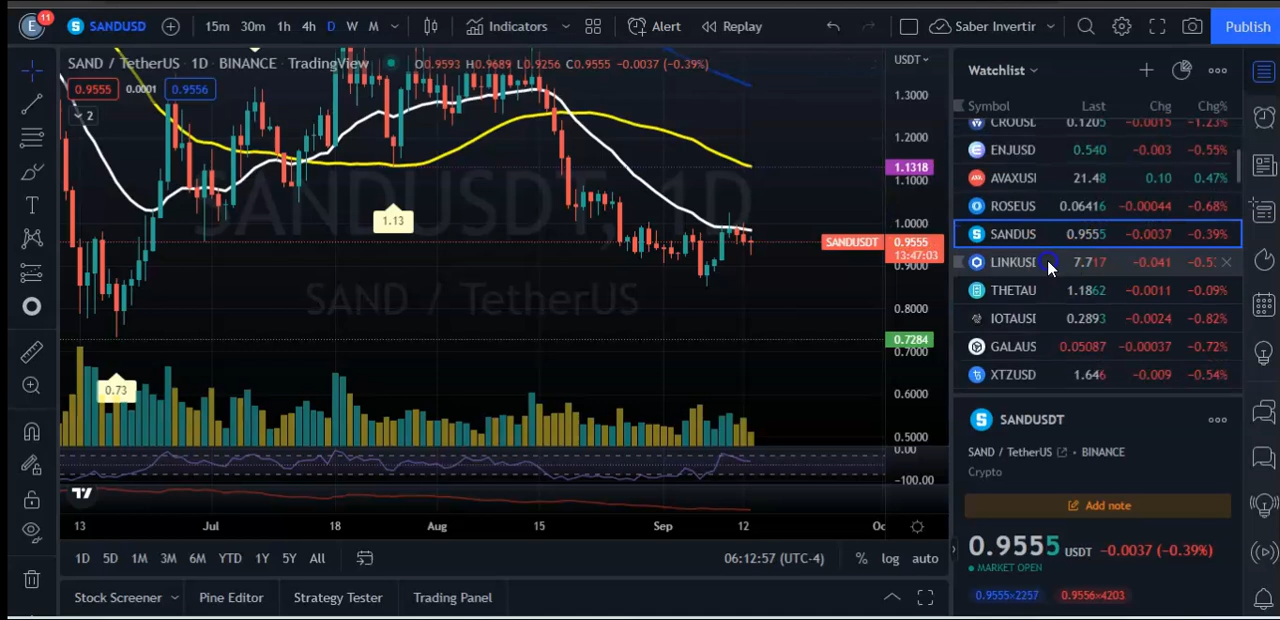 E 11 SANDUSD 15m 30m 1h 4h D W M Indicators Alert Replay Saber Invertir Publish
SAND / TetherUS · 1D · BINANCE · TradingView O0.9593 H0.9689 L0.9256 C0.9555 −0.0037 (−0.39%)
0.9555 0.0001 0.9556
2
USDT
1.3000
1.2000
1.1318
1.1000
1.0000
SANDUSDT 0.9555
13:47:03
0.9000
0.8000
0.7284
0.7000
0.6000
0.5000
0.00
−100.00
SANDUSDT, 1D
SAND / TetherUS
1.13
0.73
13 Jul 18 Aug 15 Sep 12 Oc
1D 5D 1M 3M 6M YTD 1Y 5Y All 06:12:57 (UTC-4) % log auto
Stock Screener Pine Editor Strategy Tester Trading Panel
Watchlist
Symbol Last Chg Chg%
CROUSI 0.1205 −0.0015 −1.23%
ENJUSD 0.540 −0.003 −0.55%
AVAXUSI 21.48 0.10 0.47%
ROSEUS 0.06416 −0.00044 −0.68%
SANDUS 0.9555 −0.0037 −0.39%
LINKUSI 7.717 −0.041 −0.5
THETAU 1.1862 −0.0011 −0.09%
IOTAUSI 0.2893 −0.0024 −0.82%
GALAUS 0.05087 −0.00037 −0.72%
XTZUSD 1.646 −0.009 −0.54%
SANDUSDT
SAND / TetherUS · BINANCE
Crypto
Add note
0.9555 USDT −0.0037 (−0.39%)
MARKET OPEN
0.9555×2257 0.9556×4203